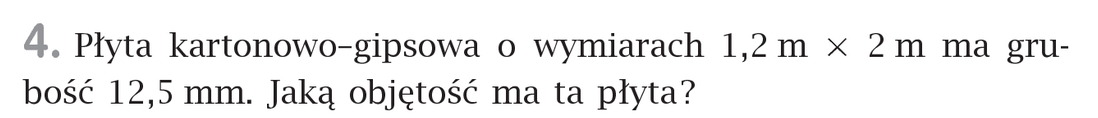 4. Płyta kartonowo–gipsowa o wymiarach 1,2 m × 2 m ma gru-
bość 12,5 mm. Jaką objętość ma ta płyta?